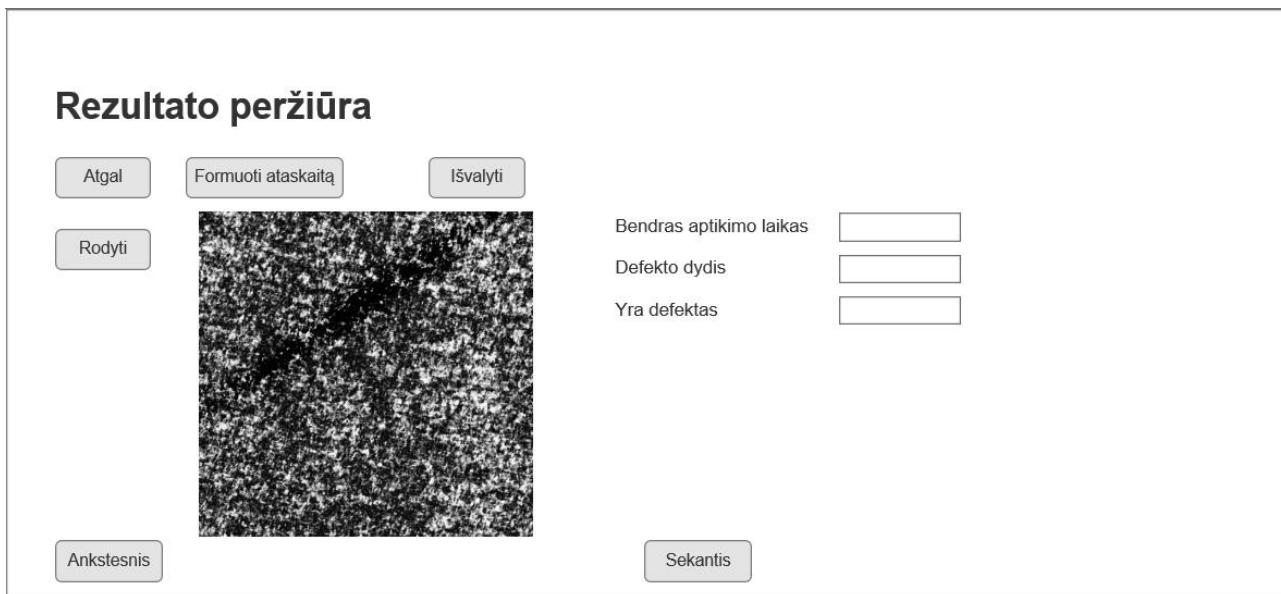 Rezultato peržiūra
Atgal
Formuoti ataskaitą
Išvalyti
Rodyti
Bendras aptikimo laikas
Defekto dydis
Yra defektas
Ankstesnis
Sekantis